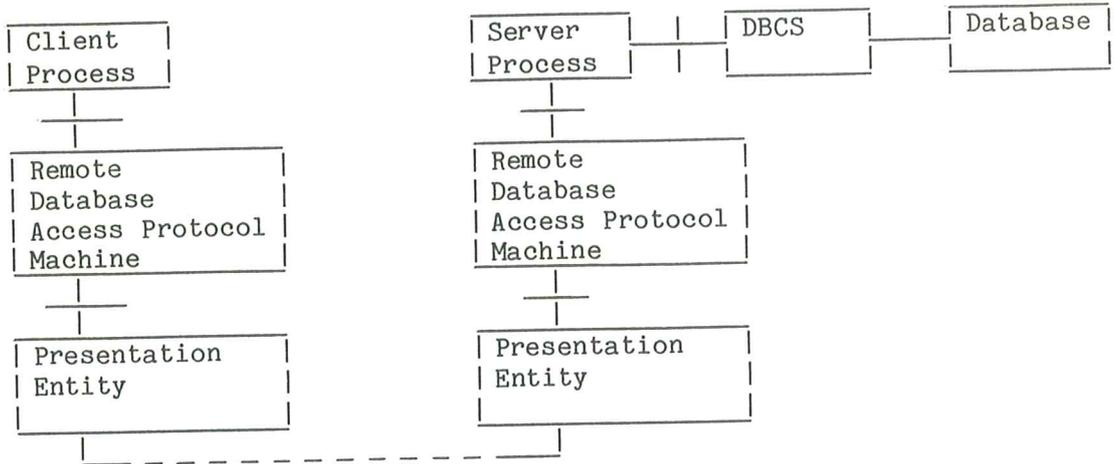 Client
Process
Server
Process
DBCS
Database
Remote
Database
Access Protocol
Machine
Remote
Database
Access Protocol
Machine
Presentation
Entity
Presentation
Entity